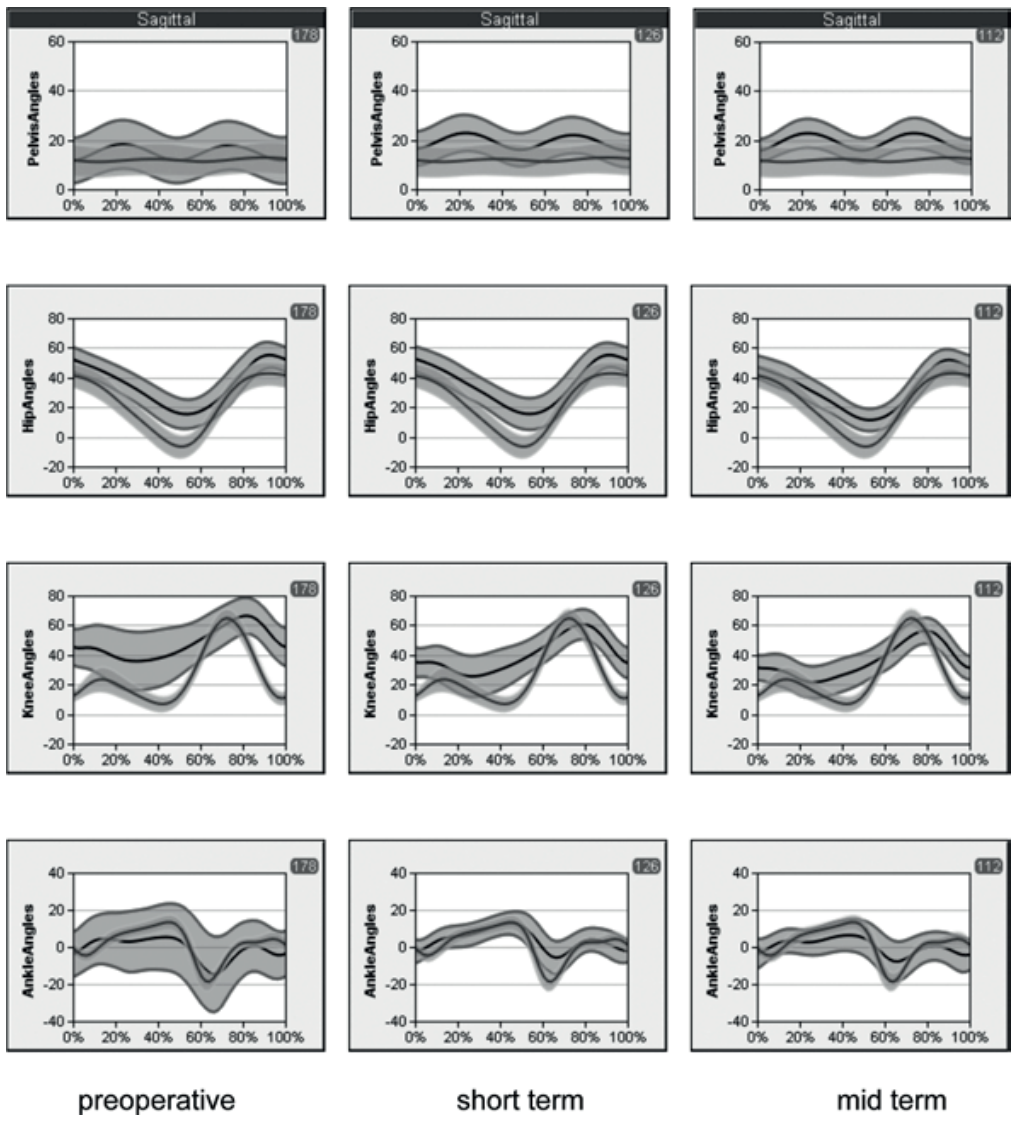 Sagittal Sagittal Sagittal
178 126 112
PelvisAngles PelvisAngles PelvisAngles
60 60 60
40 40 40
20 20 20
0 0 0
0% 20% 40% 60% 80% 100% 0% 20% 40% 60% 80% 100% 0% 20% 40% 60% 80% 100%
178 126 112
HipAngles HipAngles HipAngles
80 80 80
60 60 60
40 40 40
20 20 20
0 0 0
-20 -20 -20
0% 20% 40% 60% 80% 100% 0% 20% 40% 60% 80% 100% 0% 20% 40% 60% 80% 100%
178 126 112
KneeAngles KneeAngles KneeAngles
80 80 80
60 60 60
40 40 40
20 20 20
0 0 0
-20 -20 -20
0% 20% 40% 60% 80% 100% 0% 20% 40% 60% 80% 100% 0% 20% 40% 60% 80% 100%
178 126 112
AnkleAngles AnkleAngles AnkleAngles
40 40 40
20 20 20
0 0 0
-20 -20 -20
-40 -40 -40
0% 20% 40% 60% 80% 100% 0% 20% 40% 60% 80% 100% 0% 20% 40% 60% 80% 100%
preoperative short term mid term